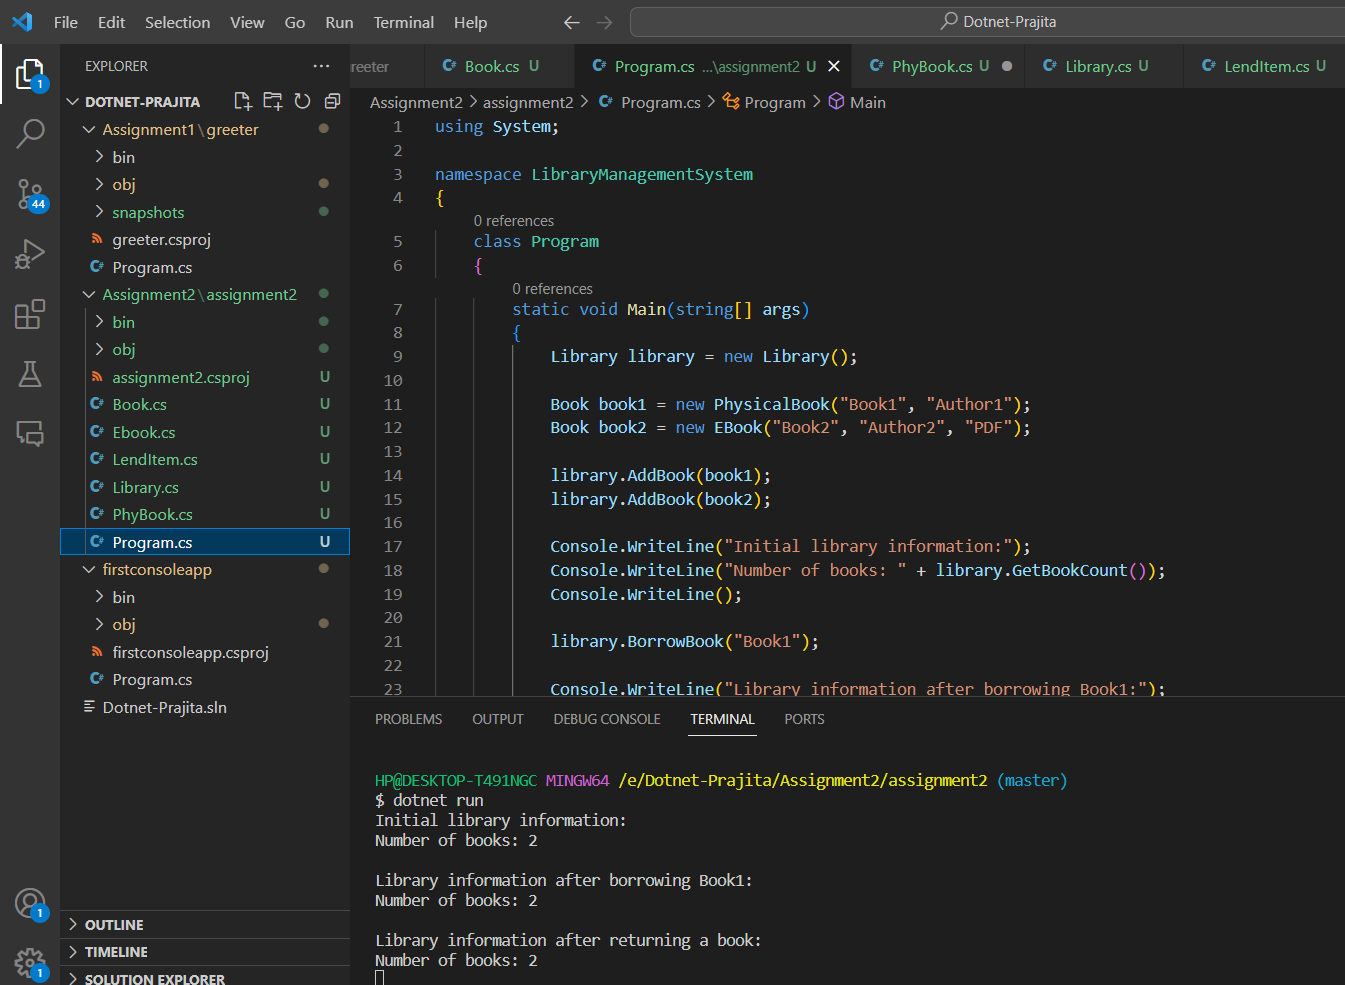 File Edit Selection View Go Run Terminal Help
Dotnet-Prajita
EXPLORER
DOTNET-PRAJITA
Assignment1\greeter
bin
obj
snapshots
greeter.csproj
Program.cs
Assignment2\assignment2
bin
obj
assignment2.csproj U
Book.cs U
Ebook.cs U
LendItem.cs U
Library.cs U
PhyBook.cs U
Program.cs U
firstconsoleapp
bin
obj
firstconsoleapp.csproj
Program.cs
Dotnet-Prajita.sln
OUTLINE
TIMELINE
SOLUTION EXPLORER
1
44
1
1
greeter Book.cs U Program.cs ...\assignment2 U PhyBook.cs U Library.cs U LendItem.cs U
Assignment2 > assignment2 > Program.cs > Program > Main
1 using System;
2
3 namespace LibraryManagementSystem
4 {
0 references
5 class Program
6 {
0 references
7 static void Main(string[] args)
8 {
9 Library library = new Library();
10
11 Book book1 = new PhysicalBook("Book1", "Author1");
12 Book book2 = new EBook("Book2", "Author2", "PDF");
13
14 library.AddBook(book1);
15 library.AddBook(book2);
16
17 Console.WriteLine("Initial library information:");
18 Console.WriteLine("Number of books: " + library.GetBookCount());
19 Console.WriteLine();
20
21 library.BorrowBook("Book1");
22
23 Console.WriteLine("Library information after borrowing Book1:");
PROBLEMS OUTPUT DEBUG CONSOLE TERMINAL PORTS
HP@DESKTOP-T491NGC MINGW64 /e/Dotnet-Prajita/Assignment2/assignment2 (master)
$ dotnet run
Initial library information:
Number of books: 2
Library information after borrowing Book1:
Number of books: 2
Library information after returning a book:
Number of books: 2